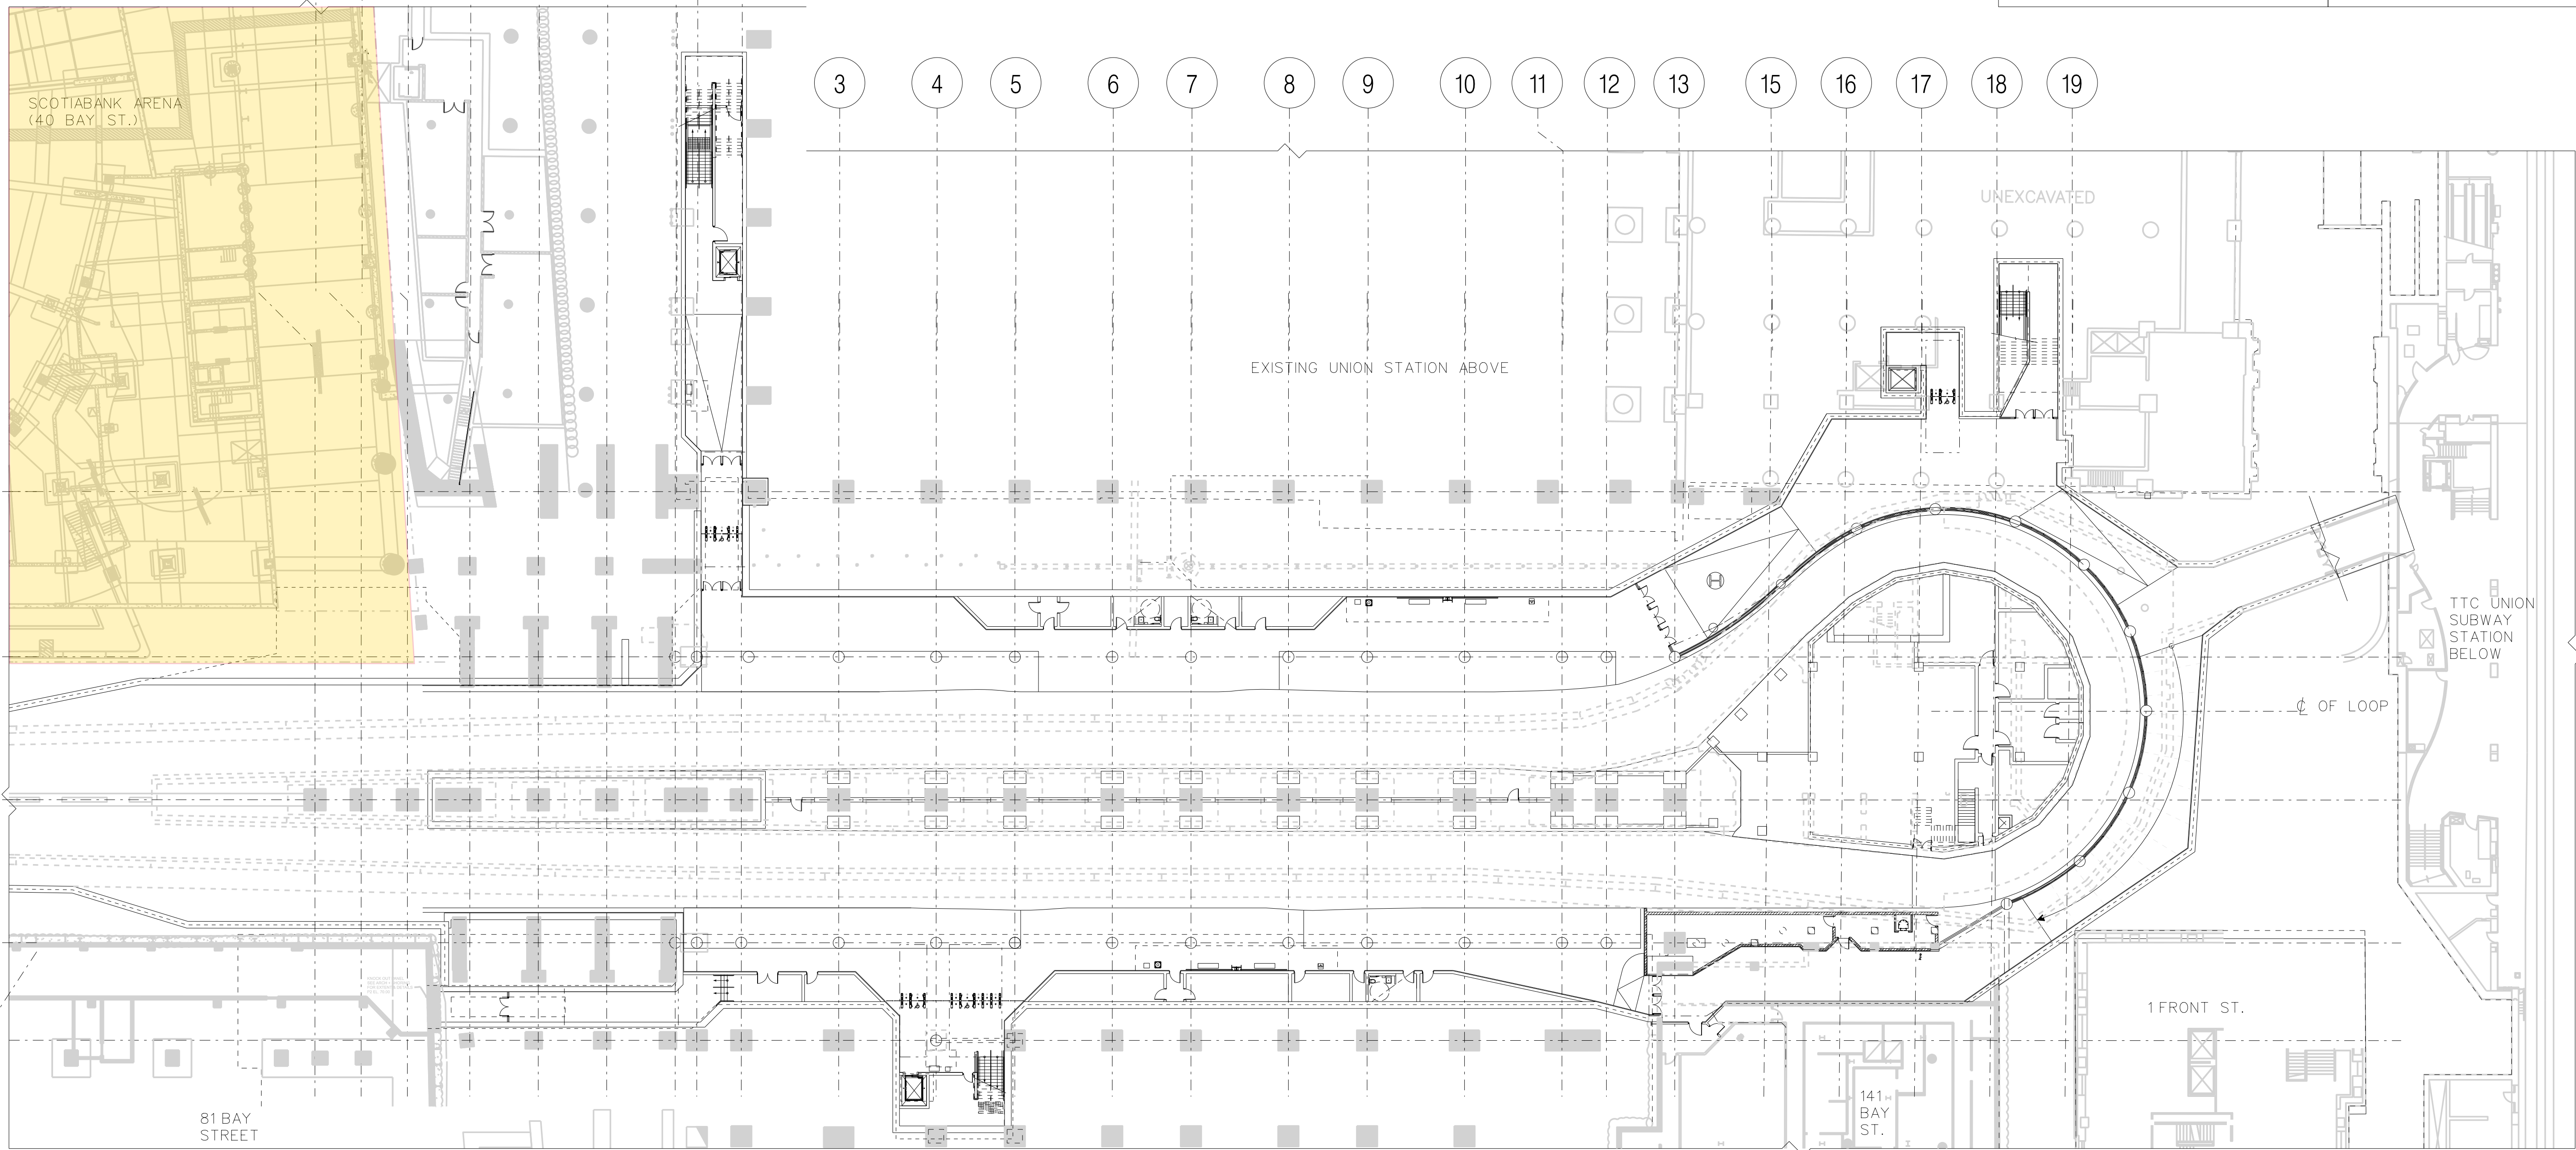 SCOTIABANK ARENA
(40 BAY ST.)
3
4
5
6
7
8
9
10
11
12
13
15
16
17
18
19
UNEXCAVATED
EXISTING UNION STATION ABOVE
H
TTC UNION
SUBWAY
STATION
BELOW
℄ OF LOOP
1 FRONT ST.
81 BAY
STREET
141
BAY
ST.